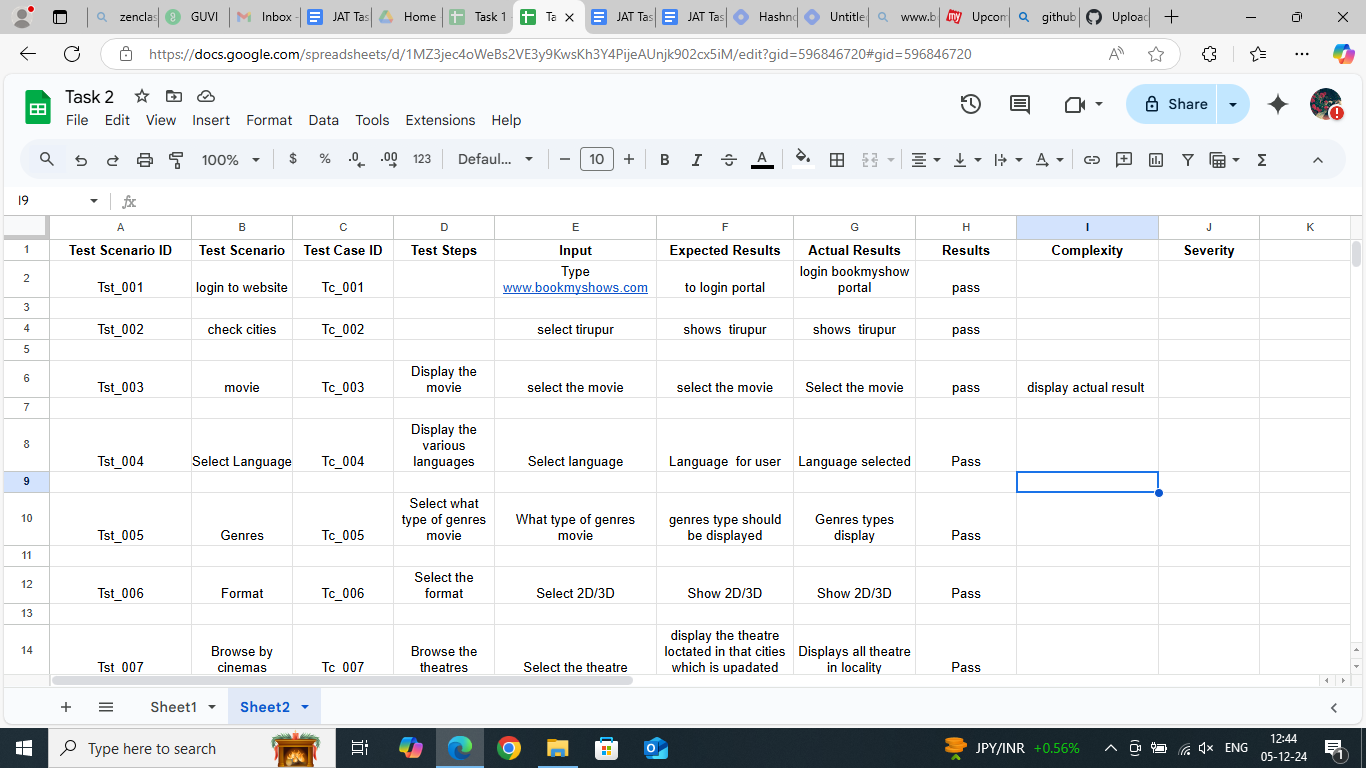 zenclas
GUVI
Inbox -
JAT Tas
Home
Task 1
Ta
JAT Tas
JAT Tas
Hashno
Untitle
www.b
my Upcom
github
Upload
https://docs.google.com/spreadsheets/d/1MZ3jec4oWeBs2VE3y9KwsKh3Y4PijeAUnjk902cx5iM/edit?gid=596846720#gid=596846720
Task 2
File Edit View Insert Format Data Tools Extensions Help
Share
100% $ % .0 .00 123 Defaul... 10 B I A
I9 fx
A B C D E F G H I J K
1 Test Scenario ID Test Scenario Test Case ID Test Steps Input Expected Results Actual Results Results Complexity Severity
2 Tst_001 login to website Tc_001 Type www.bookmyshows.com to login portal login bookmyshow portal pass
3
4 Tst_002 check cities Tc_002 select tirupur shows tirupur shows tirupur pass
5
6 Tst_003 movie Tc_003 Display the movie select the movie select the movie Select the movie pass display actual result
7
8 Tst_004 Select Language Tc_004 Display the various languages Select language Language for user Language selected Pass
9
10 Tst_005 Genres Tc_005 Select what type of genres movie What type of genres movie genres type should be displayed Genres types display Pass
11
12 Tst_006 Format Tc_006 Select the format Select 2D/3D Show 2D/3D Show 2D/3D Pass
13
14 Tst_007 Browse by cinemas Tc_007 Browse the theatres Select the theatre display the theatre loctated in that cities which is upadated Displays all theatre in locality Pass
Sheet1 Sheet2
Type here to search
JPY/INR +0.56%
ENG
12:44
05-12-24
1